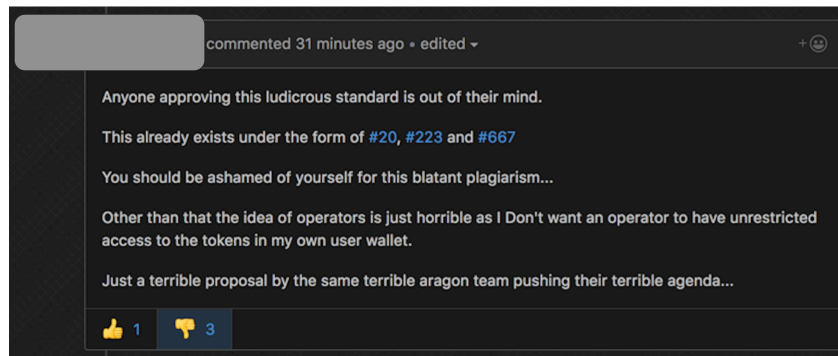 commented 31 minutes ago • edited
Anyone approving this ludicrous standard is out of their mind.
This already exists under the form of #20, #223 and #667
You should be ashamed of yourself for this blatant plagiarism...
Other than that the idea of operators is just horrible as I Don't want an operator to have unrestricted
access to the tokens in my own user wallet.
Just a terrible proposal by the same terrible aragon team pushing their terrible agenda...
👍 1 👎 3